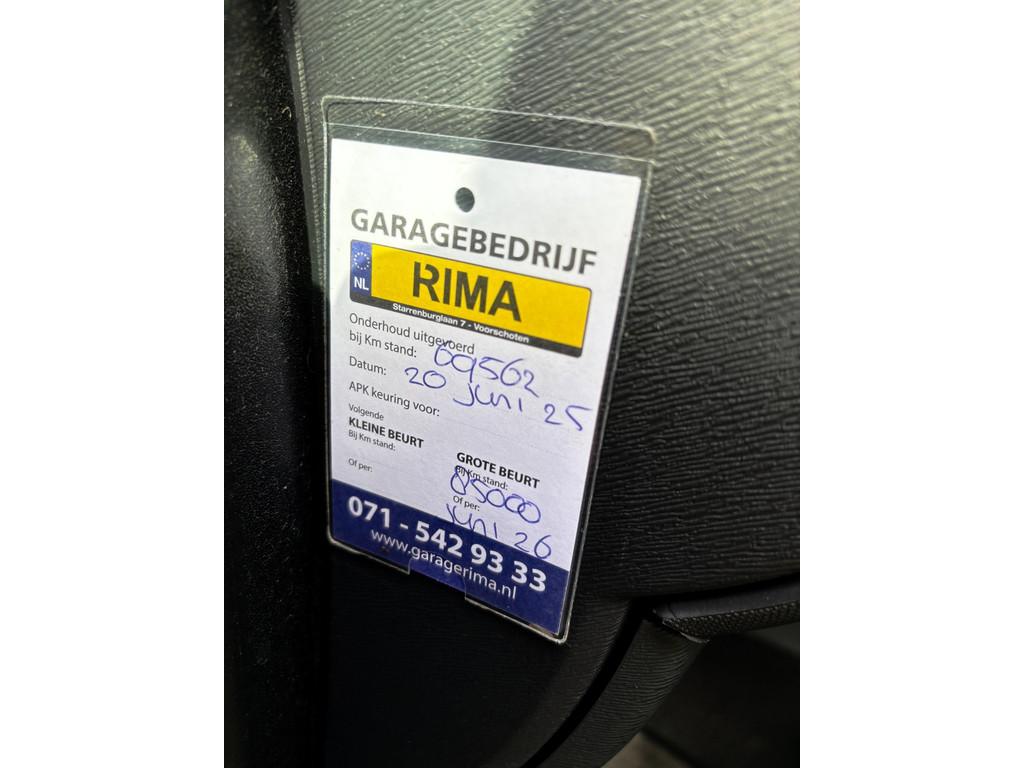 GARAGEBEDRIJF
NL RIMA
Starrenburglaan 7 - Voorschoten
Onderhoud uitgevoerd
bij Km stand: 69562
Datum: 20 juni 25
APK keuring voor:
Volgende
KLEINE BEURT
Bij Km stand:
Of per:
GROTE BEURT
Bij Km stand:
85000
Of per:
juni 26
071 - 542 93 33
www.garagerima.nl